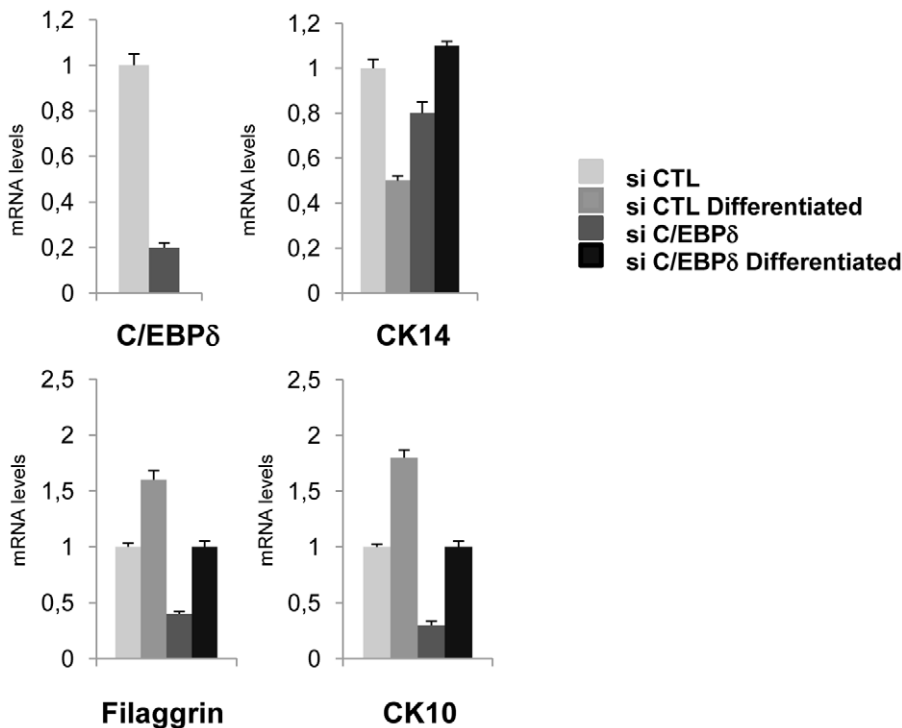 1,2
1
0,8
0,6
0,4
0,2
0
mRNA levels
C/EBPδ
1,2
1
0,8
0,6
0,4
0,2
0
mRNA levels
CK14
si CTL
si CTL Differentiated
si C/EBPδ
si C/EBPδ Differentiated
2,5
2
1,5
1
0,5
0
mRNA levels
Filaggrin
2,5
2
1,5
1
0,5
0
mRNA levels
CK10